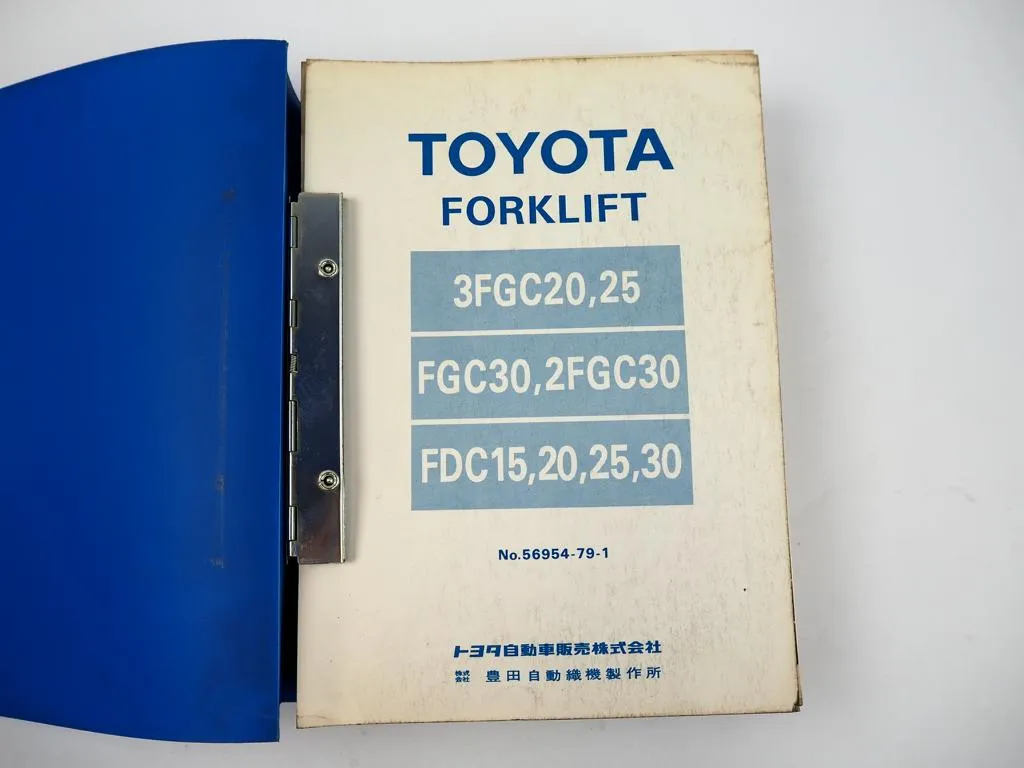 TOYOTA
FORKLIFT
3FGC20,25
FGC30,2FGC30
FDC15,20,25,30
No.56954-79-1
トヨタ自動車販売株式会社
株式会社 豊田自動織機製作所